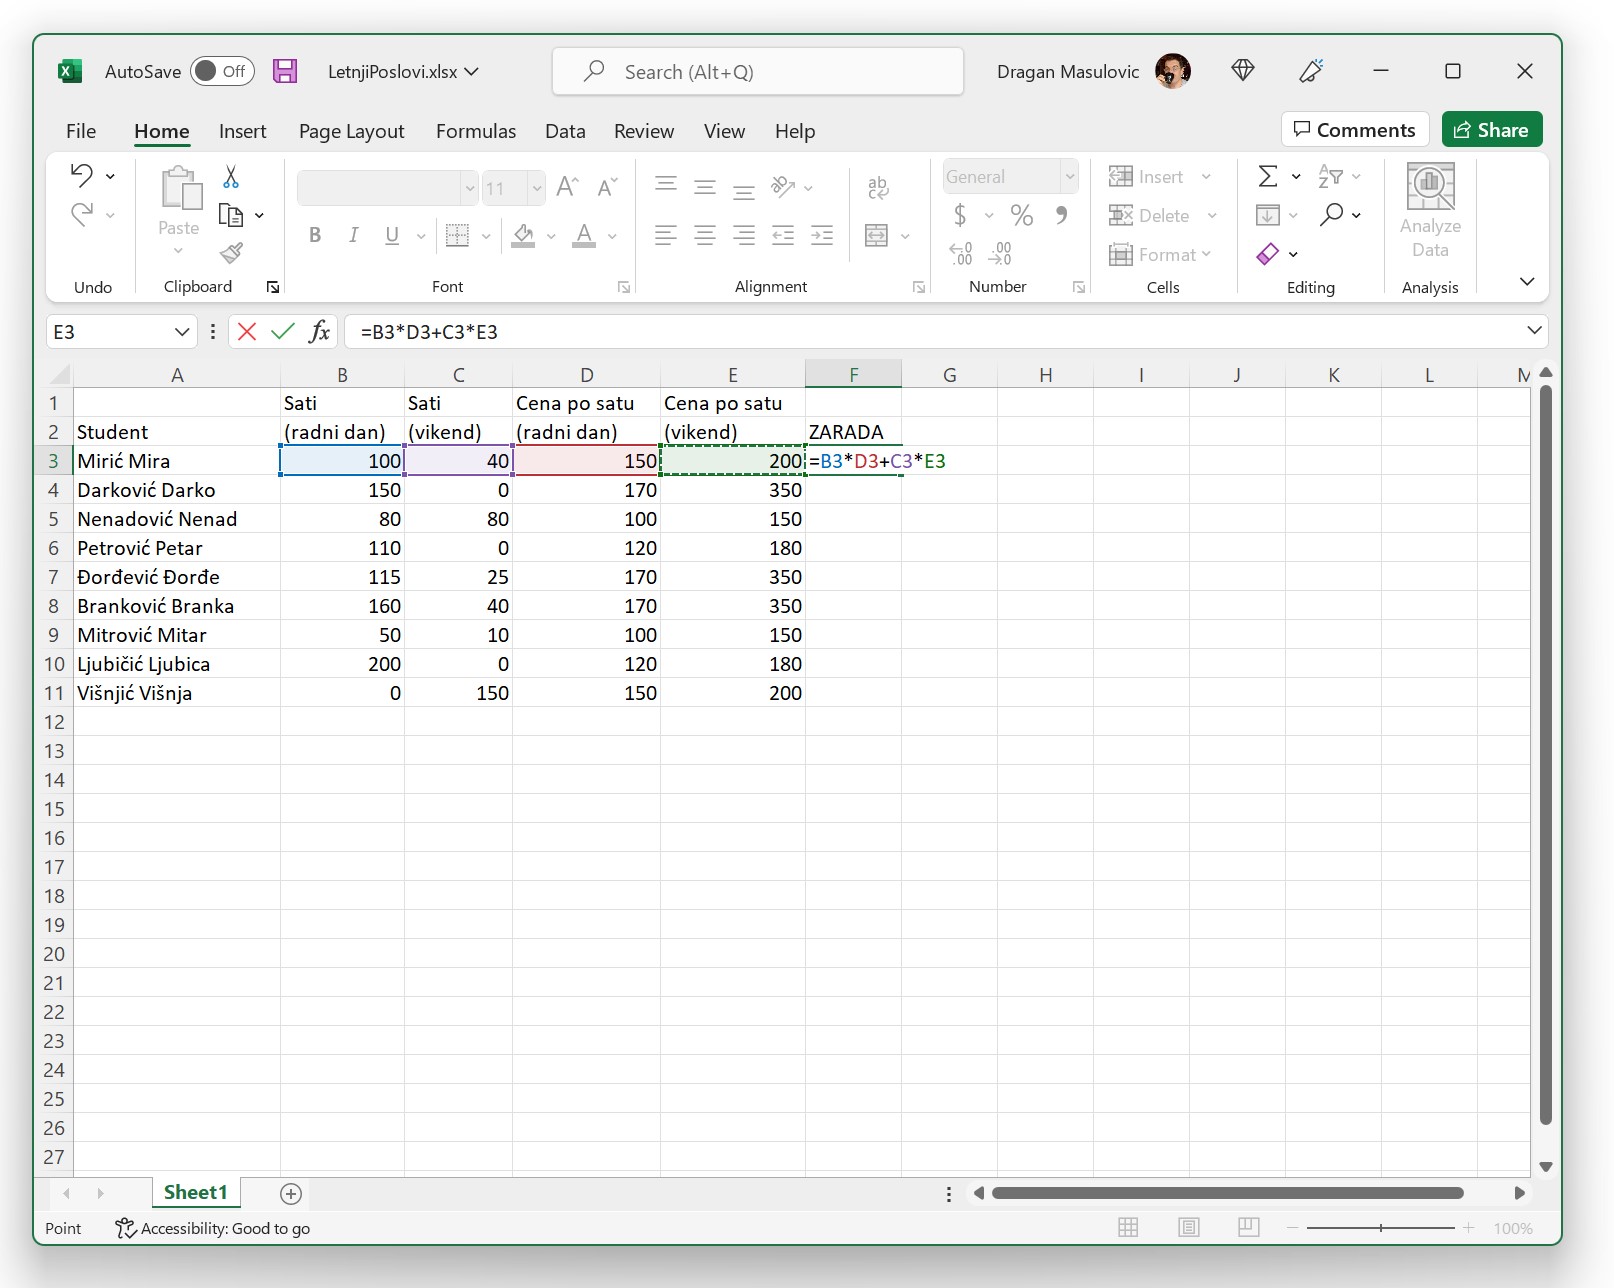 AutoSave Off LetnjiPoslovi.xlsx Search (Alt+Q) Dragan Masulovic
File Home Insert Page Layout Formulas Data Review View Help Comments Share
11 General Insert
Paste Delete Analyze
B I U $ % Format Data
Undo Clipboard Font Alignment Number Cells Editing Analysis
E3 fx =B3*D3+C3*E3
A B C D E F G H I J K L M
1 Sati Sati Cena po satu Cena po satu
2 Student (radni dan) (vikend) (radni dan) (vikend) ZARADA
3 Mirić Mira 100 40 150 200 =B3*D3+C3*E3
4 Darković Darko 150 0 170 350
5 Nenadović Nenad 80 80 100 150
6 Petrović Petar 110 0 120 180
7 Đorđević Đorđe 115 25 170 350
8 Branković Branka 160 40 170 350
9 Mitrović Mitar 50 10 100 150
10 Ljubičić Ljubica 200 0 120 180
11 Višnjić Višnja 0 150 150 200
12
13
14
15
16
17
18
19
20
21
22
23
24
25
26
27
Sheet1
Point Accessibility: Good to go 100%